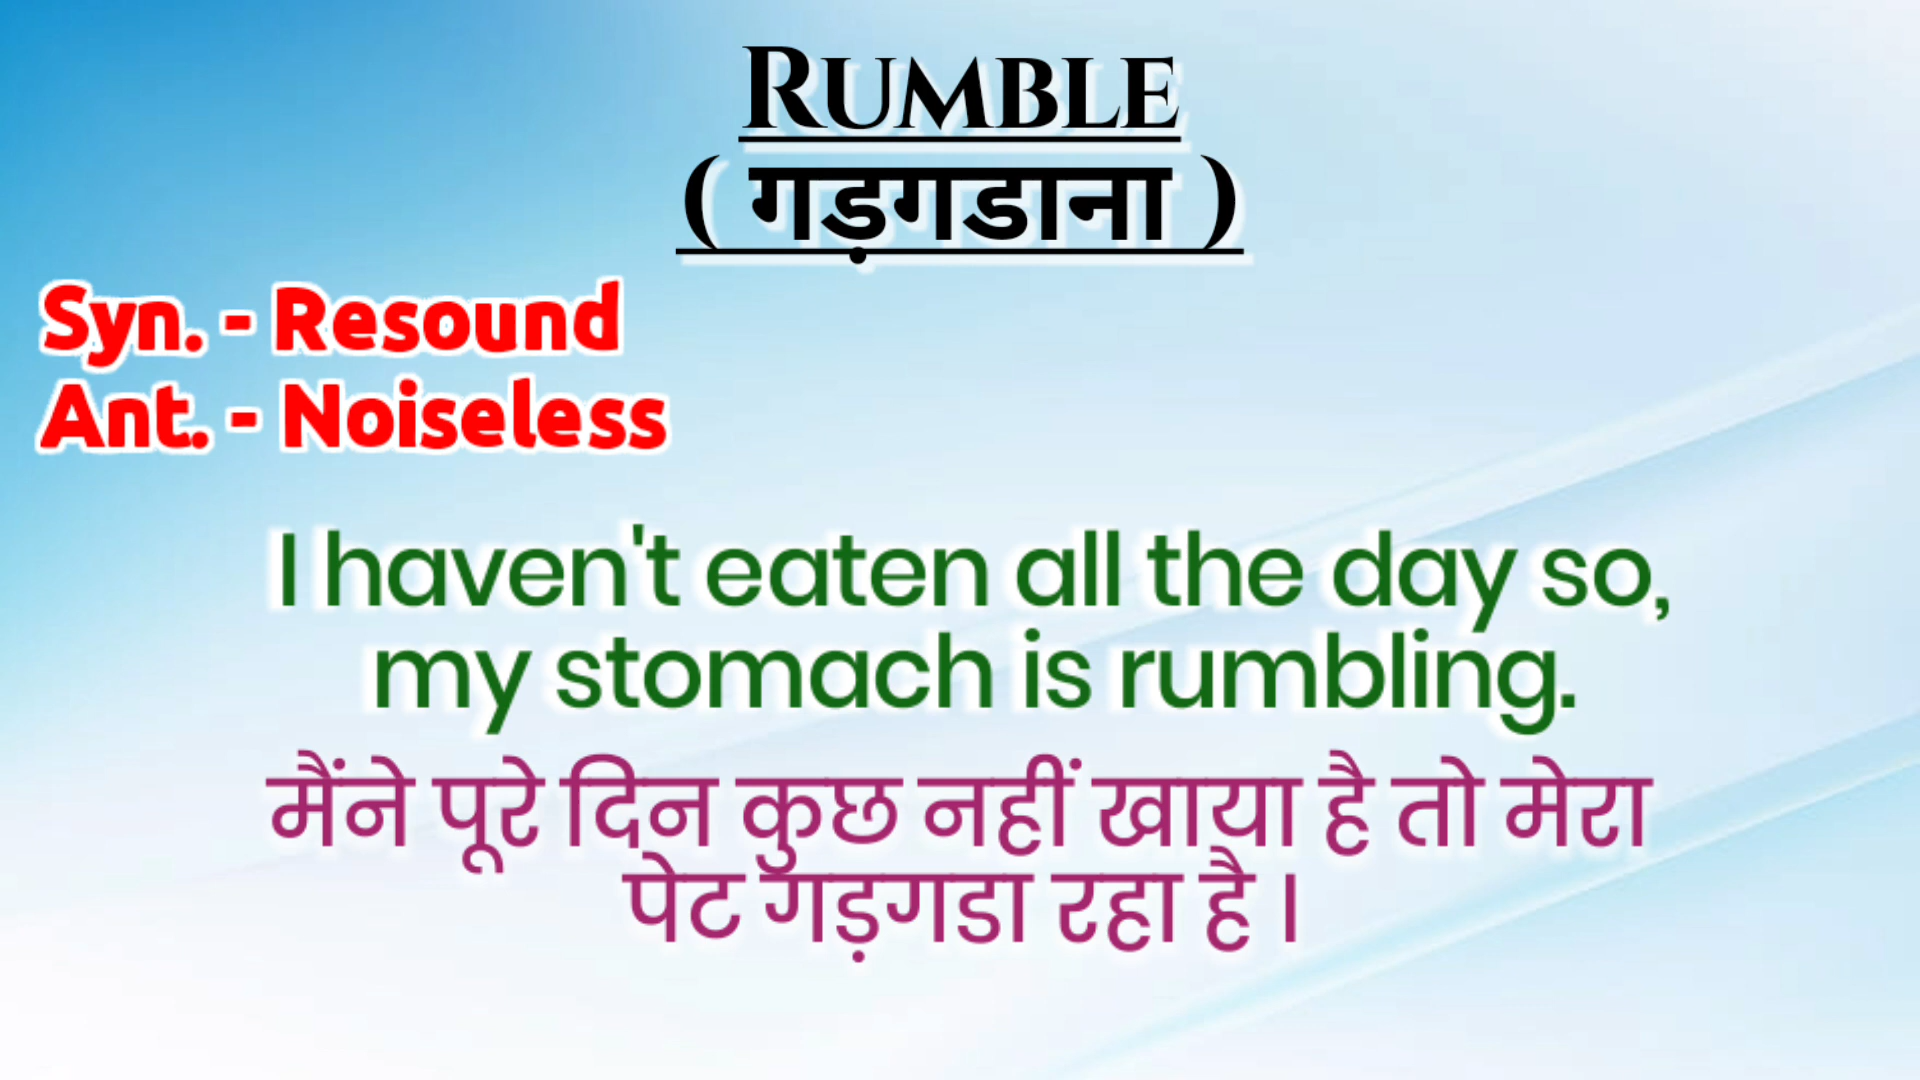 Rumble
( गड़गडाना )
Syn. - Resound
Ant. - Noiseless
I haven't eaten all the day so,
my stomach is rumbling.
मैंने पूरे दिन कुछ नहीं खाया है तो मेरा
पेट गड़गडा रहा है ।